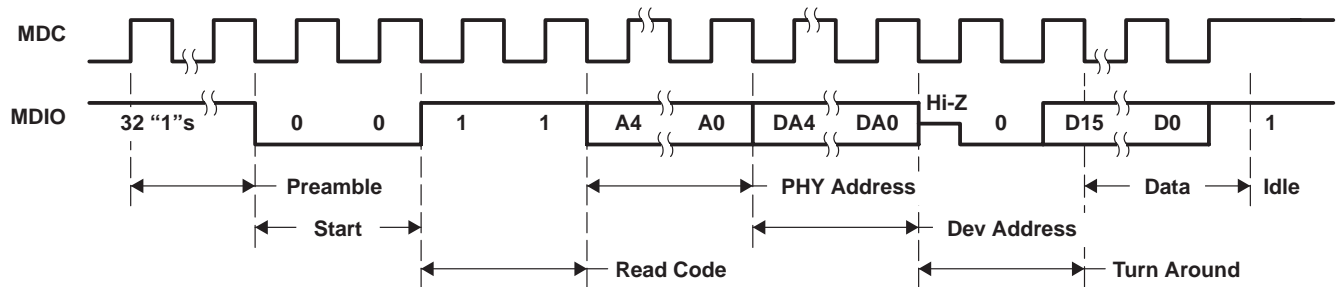 MDC
MDIO
32 “1”s 0 0 1 1 A4 A0 DA4 DA0 Hi-Z 0 D15 D0 1
Preamble PHY Address Data Idle
Start Dev Address
Read Code Turn Around